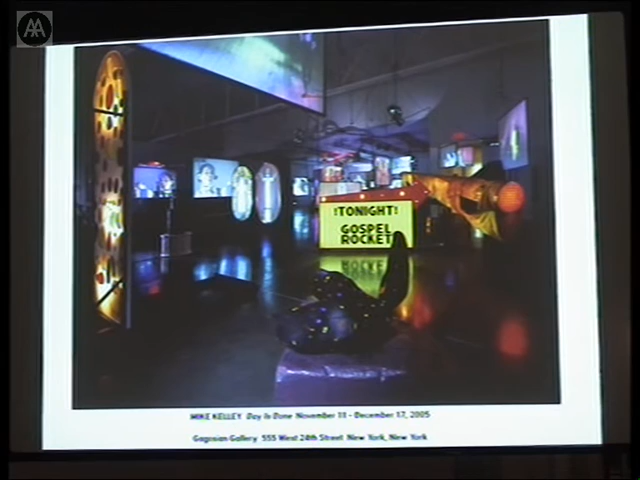 AA
!TONIGHT!
GOSPEL
ROCKET
MIKE KELLEY Day Is Done November 11 - December 17, 2005
Gagosian Gallery 555 West 24th Street New York, New York